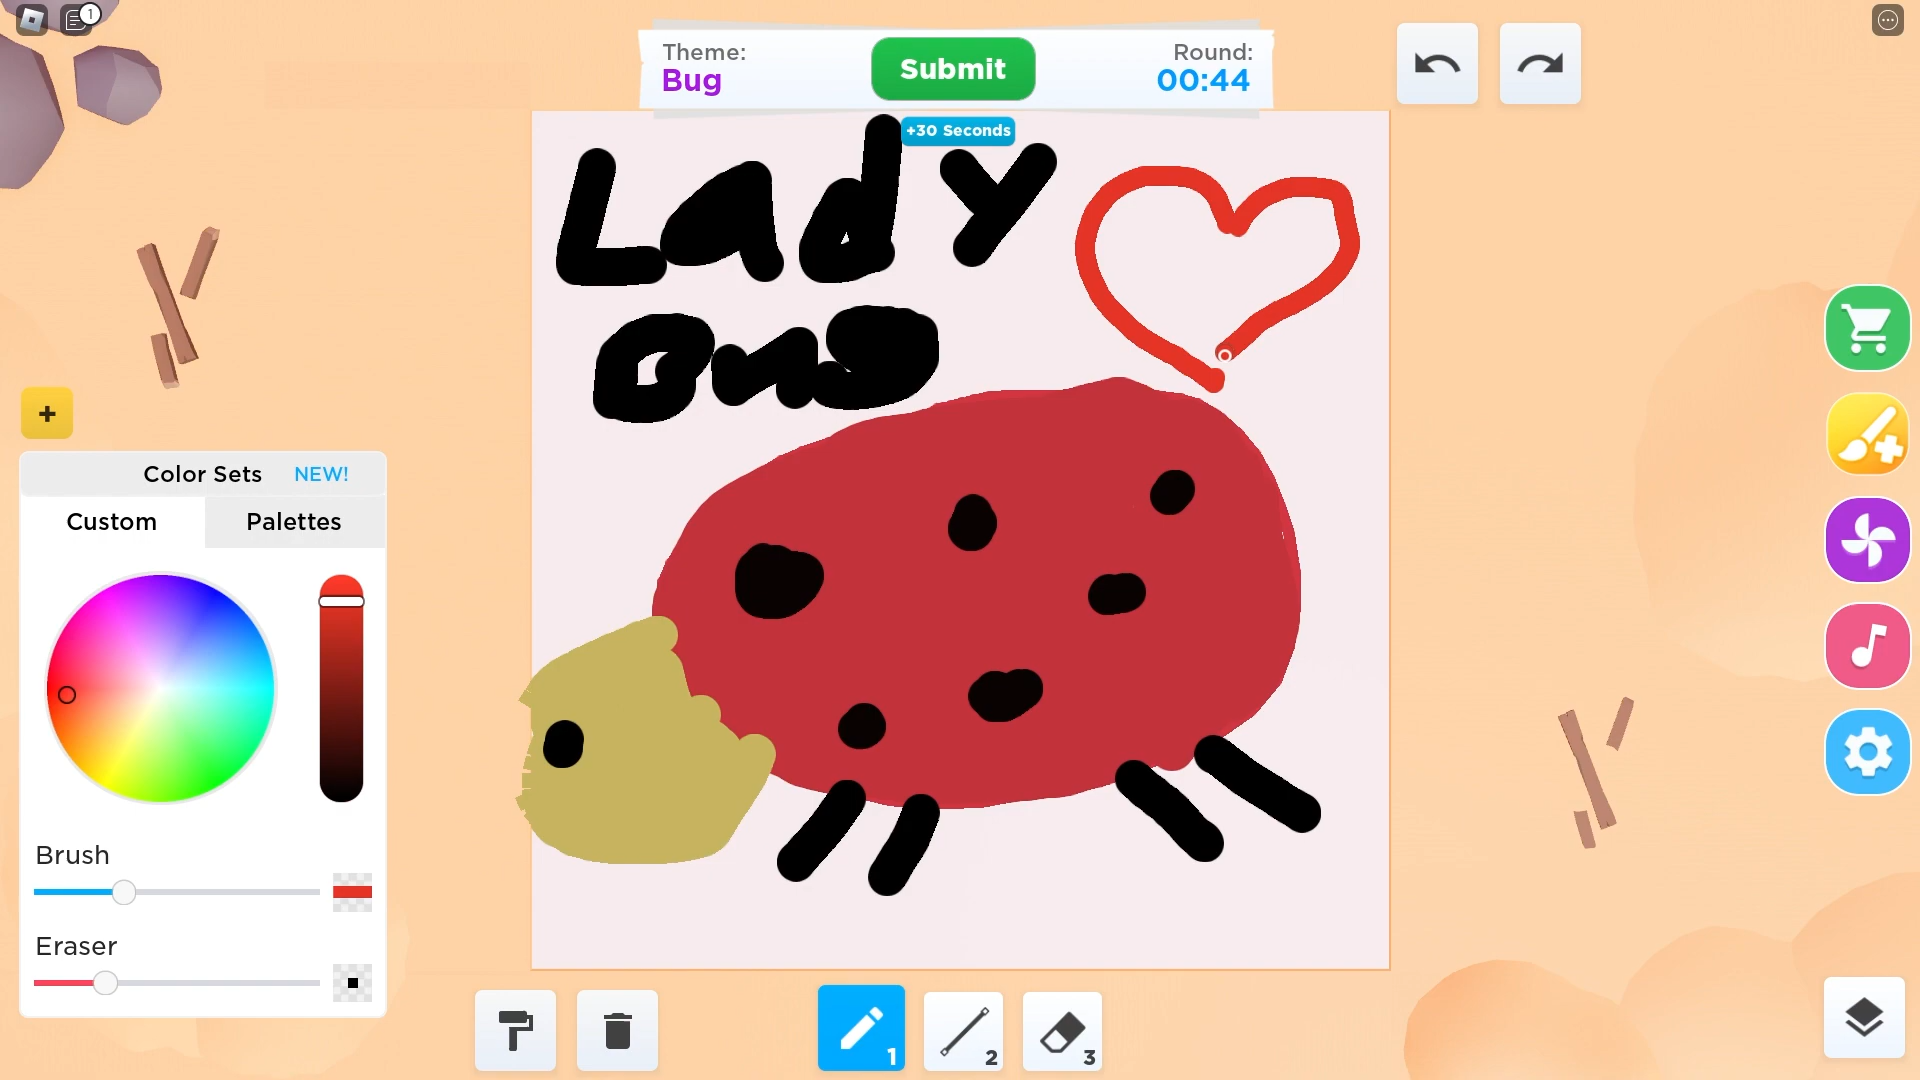 1
Theme:
Bug
Submit
Round:
00:44
+30 Seconds
Lady
+
Color Sets NEW!
Custom Palettes
Brush
Eraser
1
2
3